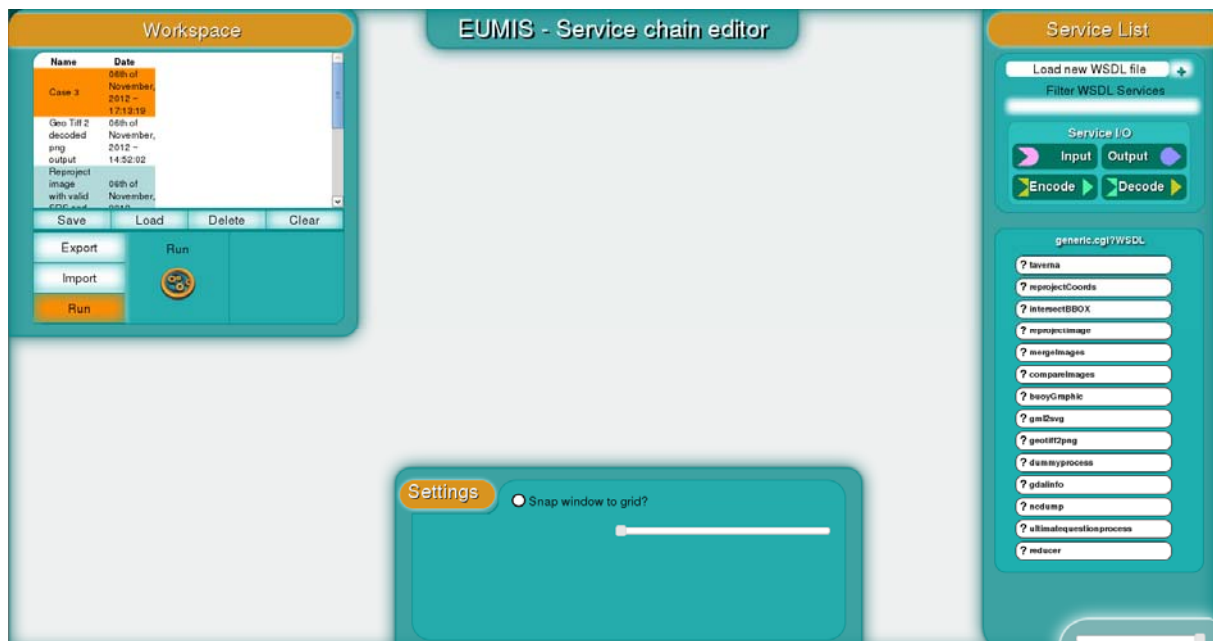 Workspace
EUMIS - Service chain editor
Service List
Name Date
Case 3
06th of
November,
2012 –
17:13:19
Geo Tiff 2
decoded
png
output
06th of
November,
2012 –
14:52:02
Reproject
image
with valid
06th of
November,
Save Load Delete Clear
Export
Import
Run
Run
Load new WSDL file +
Filter WSDL Services
Service I/O
Input Output
Encode Decode
generic.cgi?WSDL
? taverna
? reprojectCoords
? intersectBBOX
? reprojectImage
? mergeImages
? compareImages
? buoyGraphic
? gml2svg
? geotiff2png
? dummyprocess
? gdalinfo
? ncdump
? ultimatequestionprocess
? reducer
Settings
Snap window to grid?